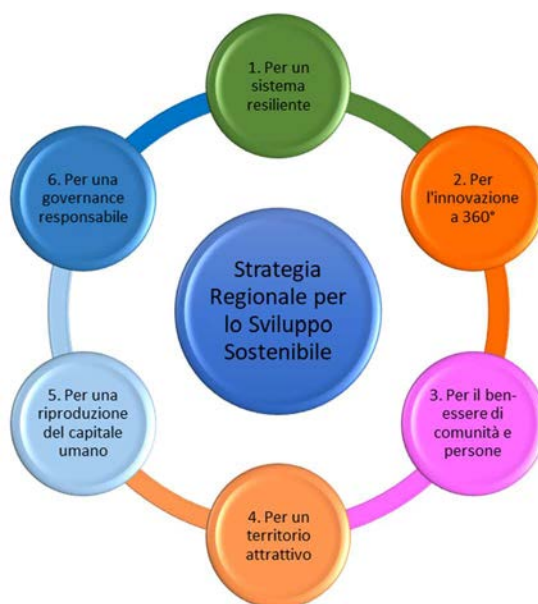 1. Per un
sistema
resiliente
2. Per
l'innovazione
a 360°
3. Per il ben-
essere di
comunità e
persone
4. Per un
territorio
attrattivo
5. Per una
riproduzione
del capitale
umano
6. Per una
governance
responsabile
Strategia
Regionale per
lo Sviluppo
Sostenibile